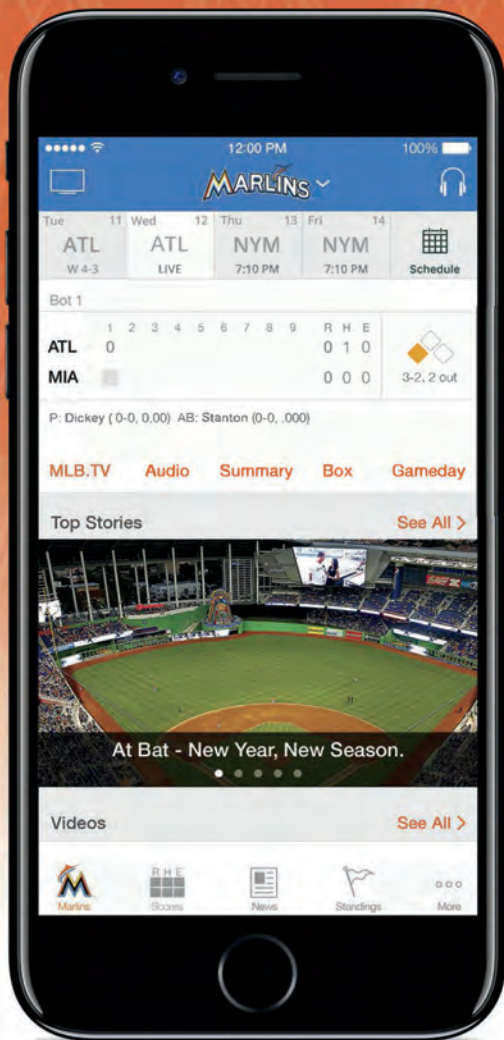 12:00 PM 100%
MARLINS
Tue 11 Wed 12 Thu 13 Fri 14
ATL ATL NYM NYM
W 4-3 LIVE 7:10 PM 7:10 PM Schedule
Bot 1
1 2 3 4 5 6 7 8 9 R H E
ATL 0 0 1 0
MIA 0 0 0 3-2, 2 out
P: Dickey ( 0-0, 0.00) AB: Stanton (0-0, .000)
MLB.TV Audio Summary Box Gameday
Top Stories See All >
At Bat - New Year, New Season.
Videos See All >
M R H E
Marlins Scores News Standings More